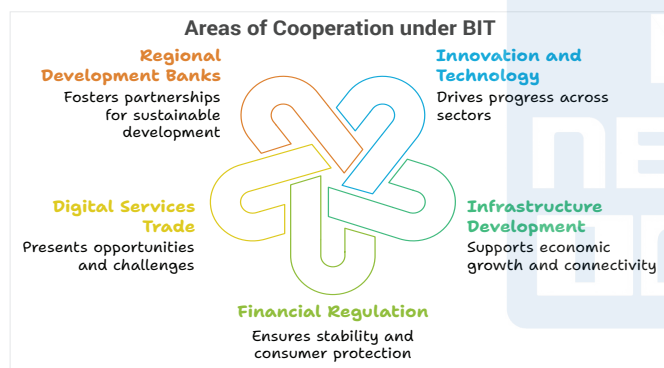 Areas of Cooperation under BIT
Regional
Development Banks
Fosters partnerships
for sustainable
development
Innovation and
Technology
Drives progress across
sectors
Digital Services
Trade
Presents opportunities
and challenges
Infrastructure
Development
Supports economic
growth and connectivity
Financial Regulation
Ensures stability and
consumer protection